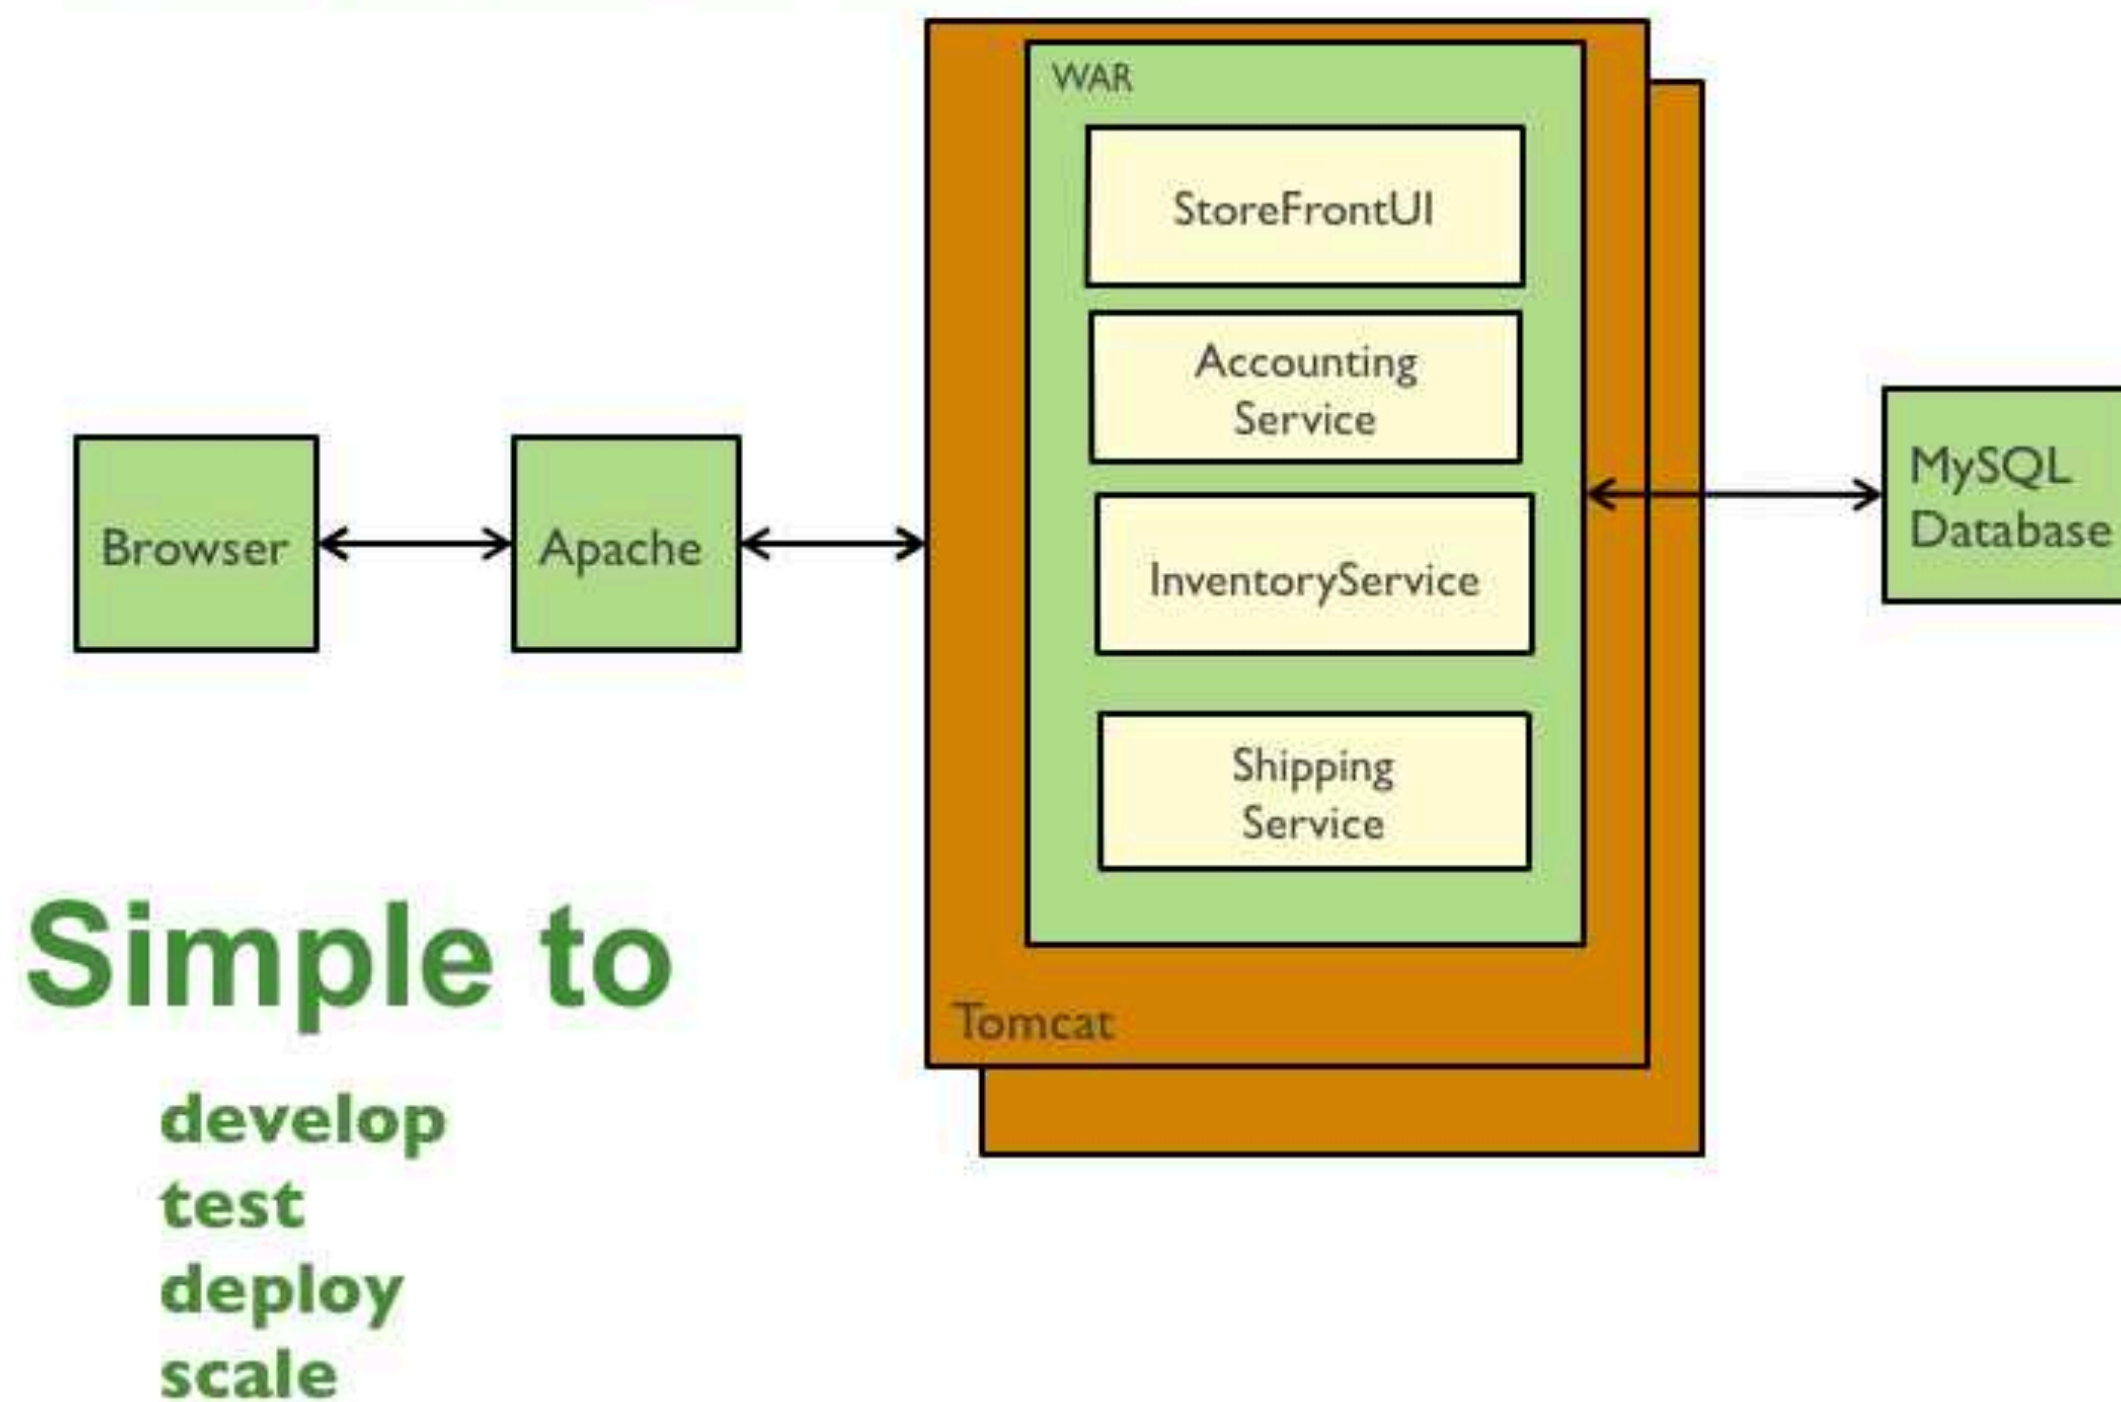 WAR
StoreFrontUI
Accounting
Service
InventoryService
Shipping
Service
Tomcat
Browser
Apache
MySQL
Database
Simple to
develop
test
deploy
scale